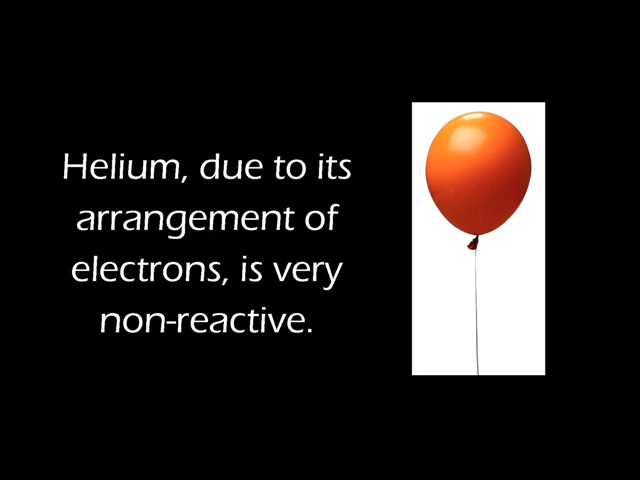 Helium, due to its
arrangement of
electrons, is very
non-reactive.